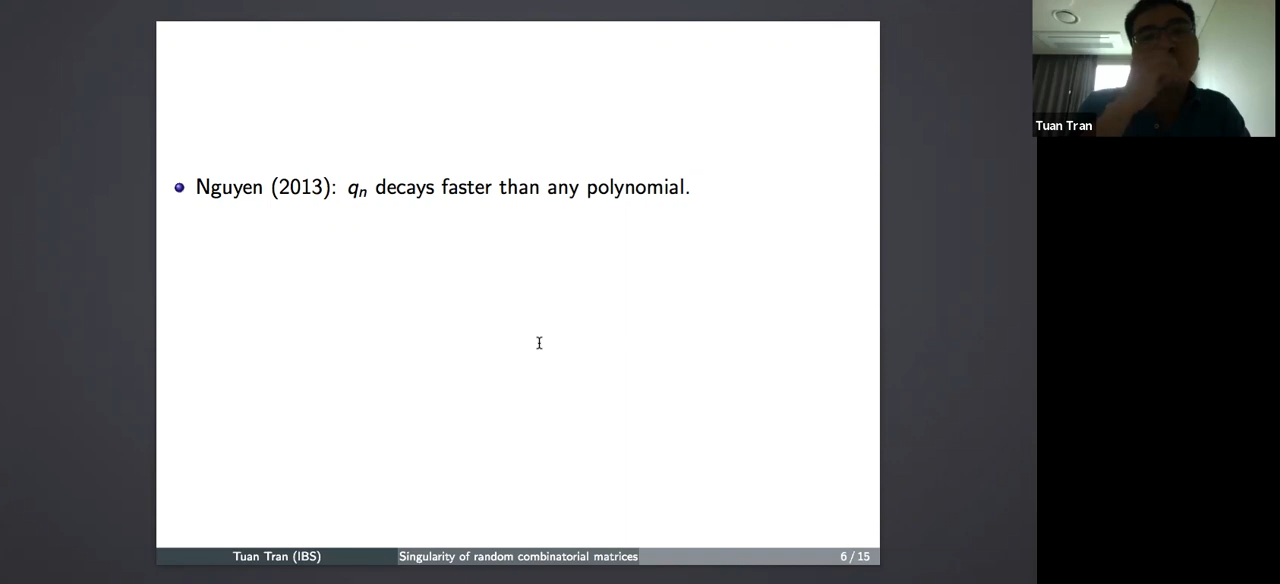 Nguyen (2013): qn decays faster than any polynomial.
Tuan Tran
Tuan Tran (IBS) Singularity of random combinatorial matrices 6 / 15